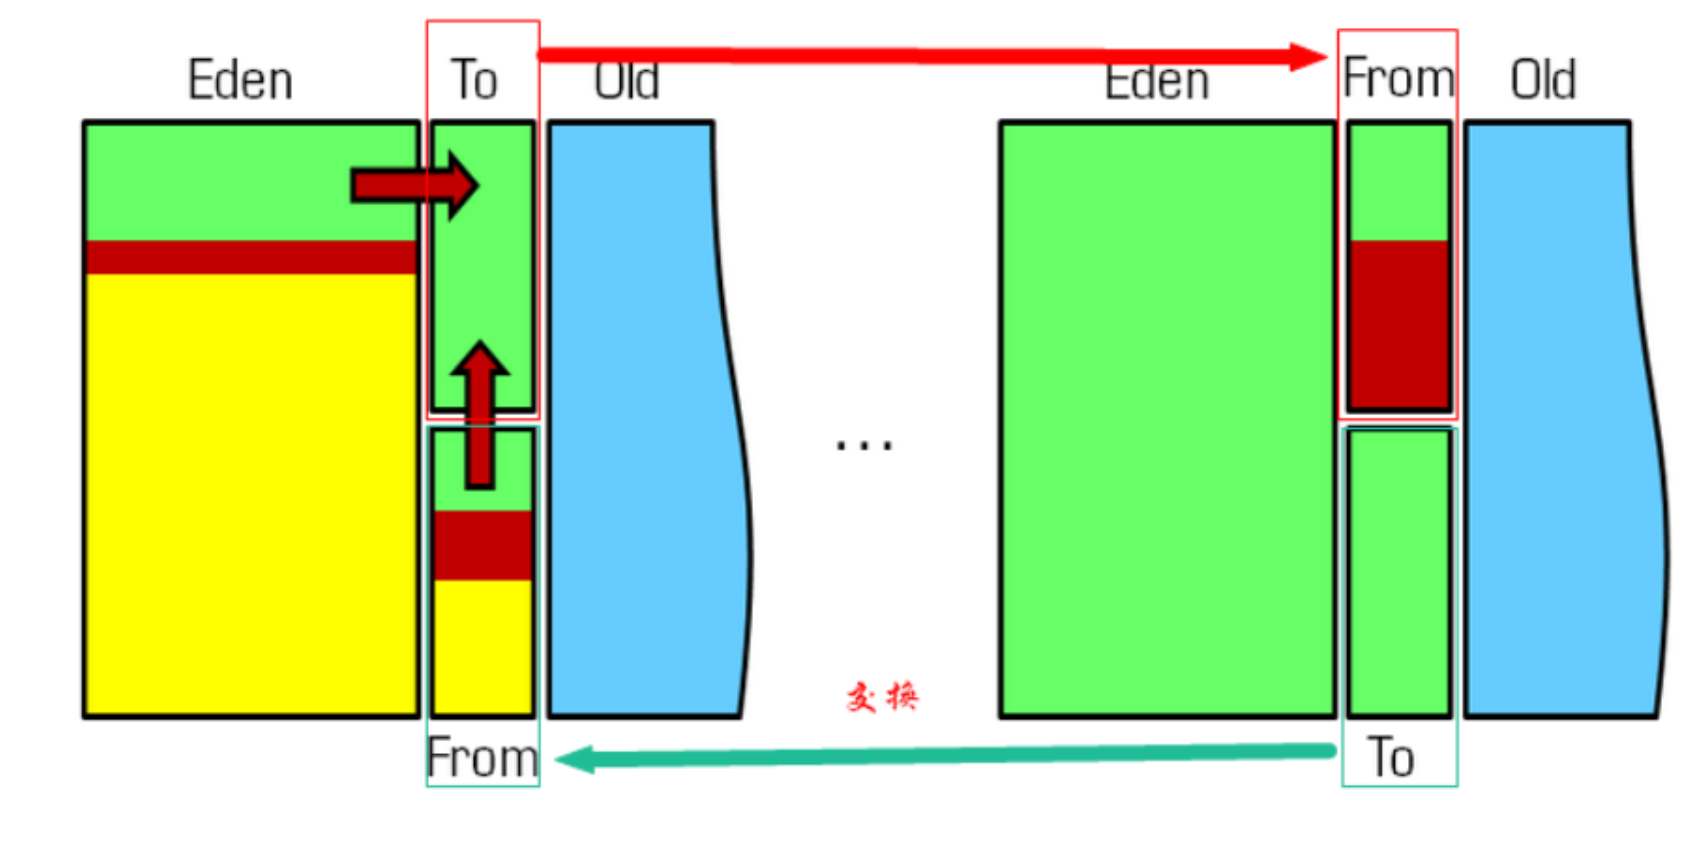 Eden To Old Eden From Old
...
交换
From To